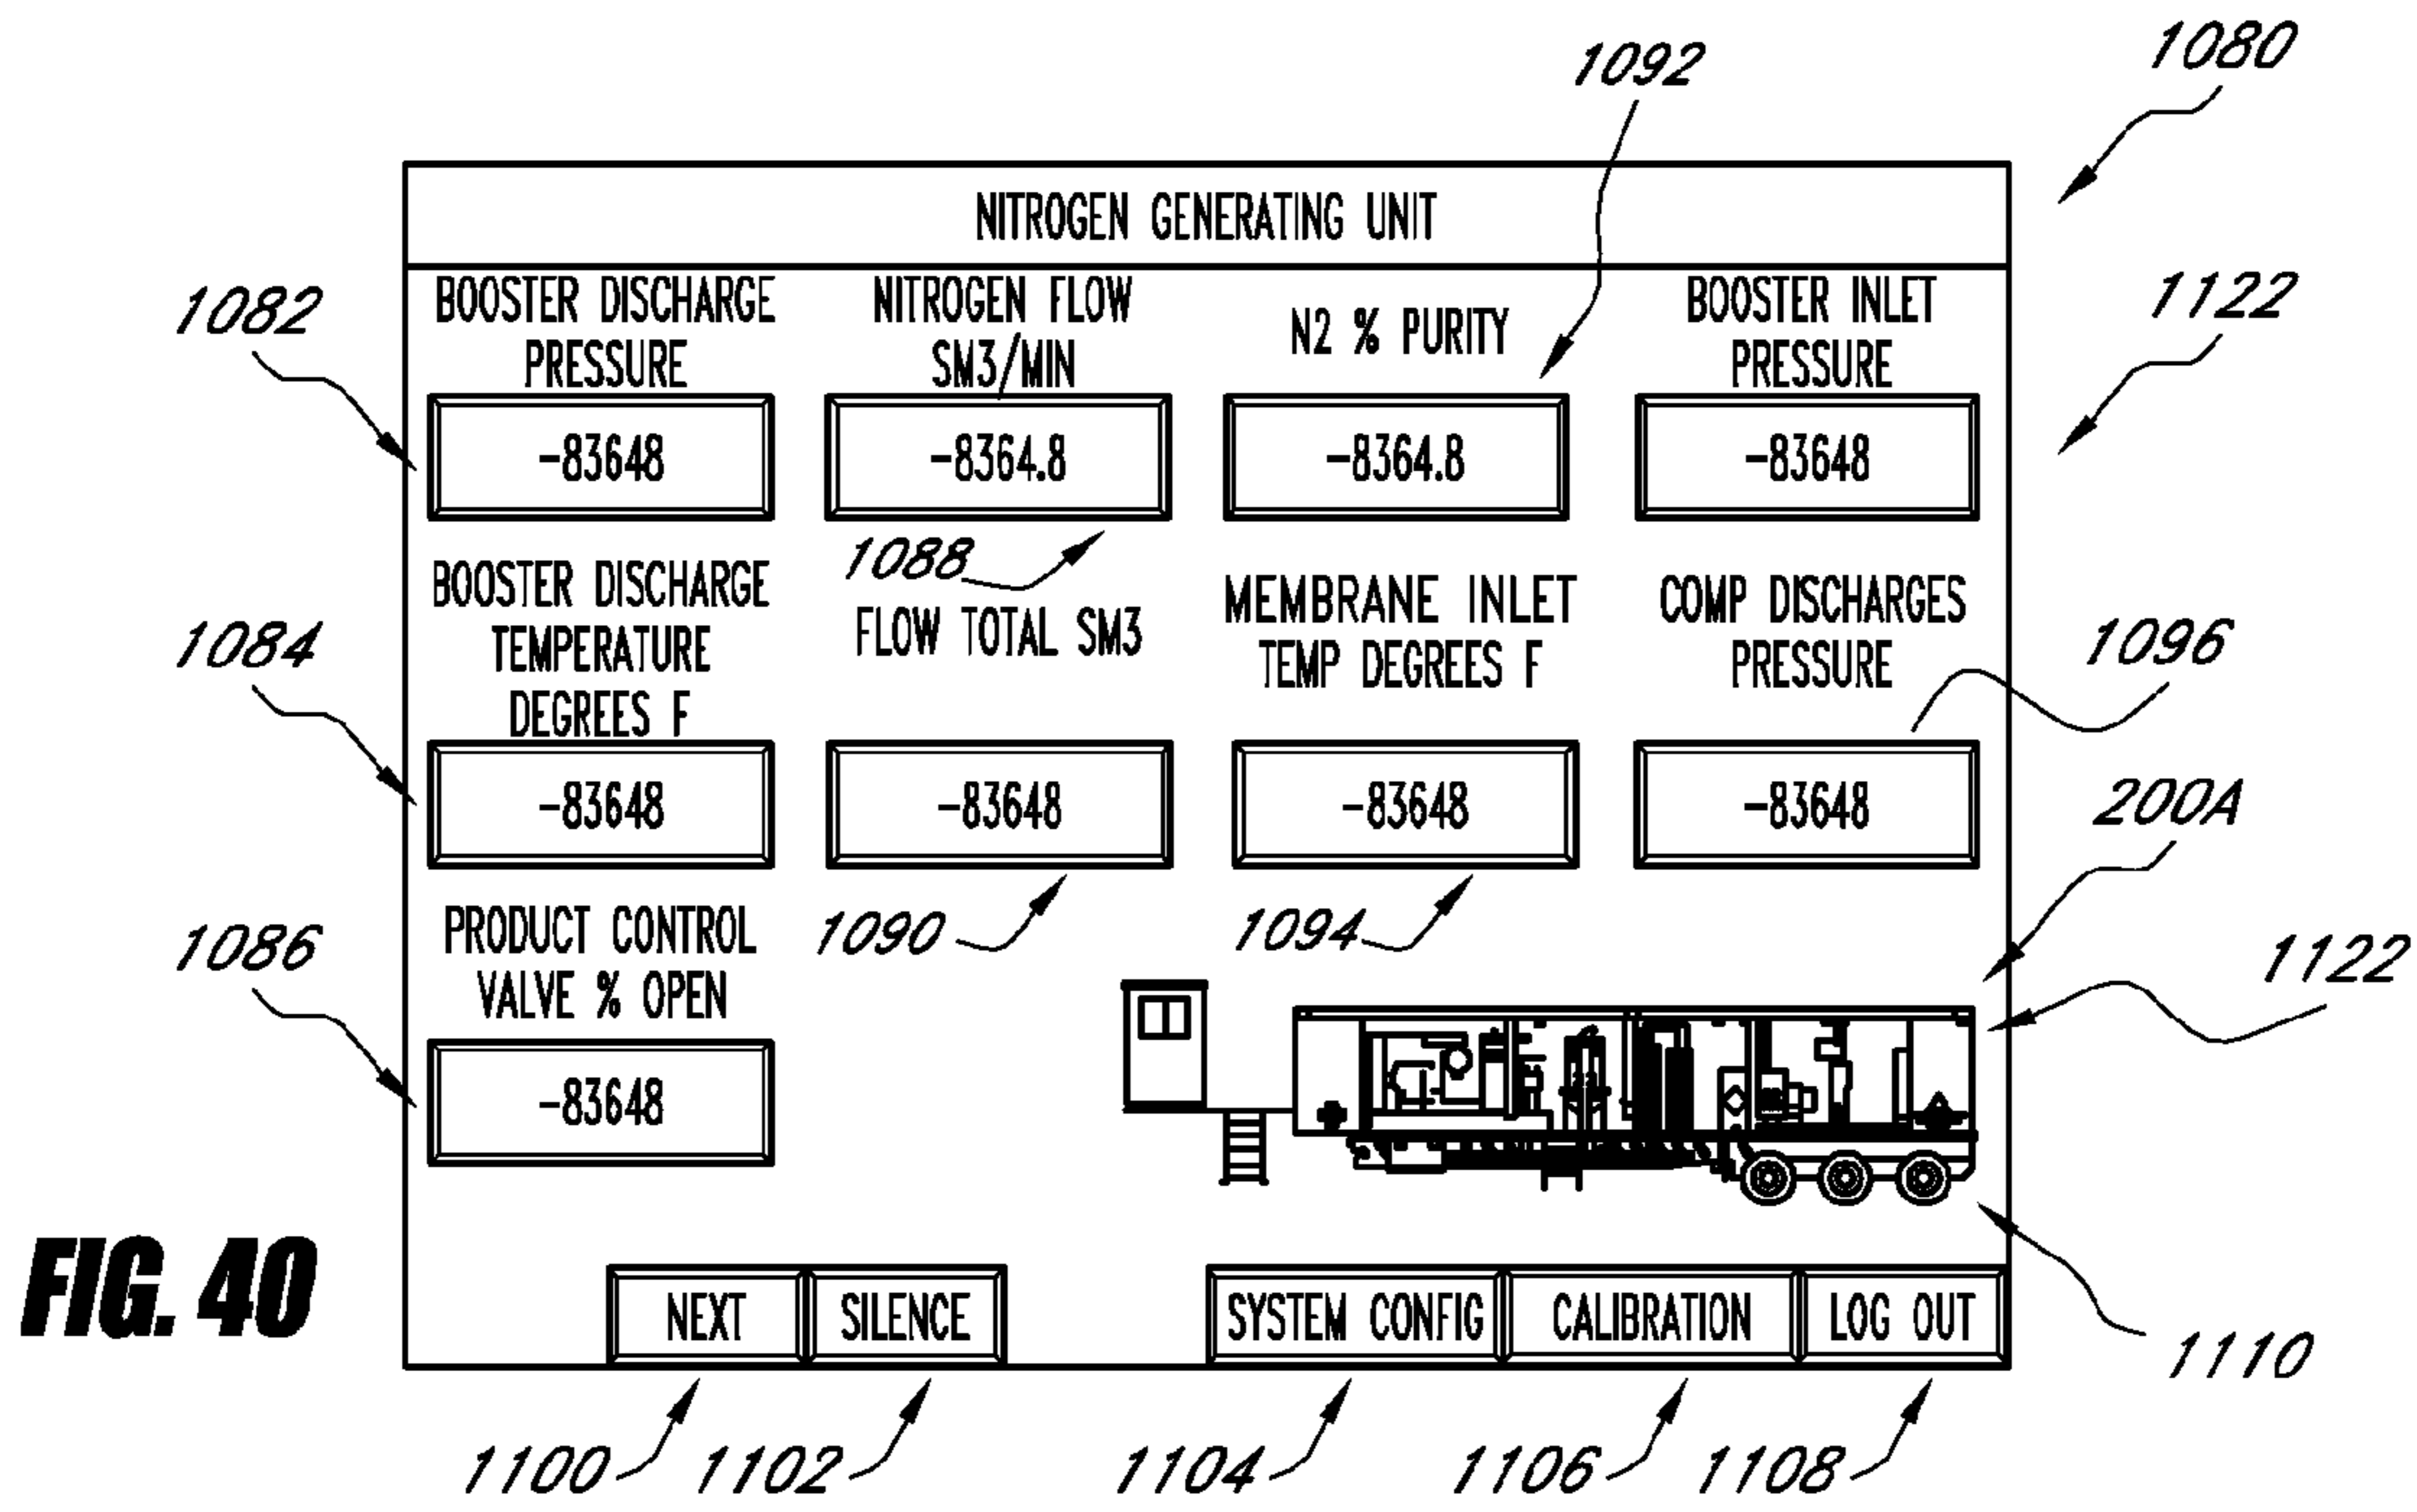 1080
1092
NITROGEN GENERATING UNIT
1082
BOOSTER DISCHARGE
PRESSURE
-83648
NITROGEN FLOW
SM3/MIN
-8364.8
1088
N2 % PURITY
-8364.8
BOOSTER INLET
PRESSURE
-83648
1122
1084
BOOSTER DISCHARGE
TEMPERATURE
DEGREES F
-83648
FLOW TOTAL SM3
-83648
1090
MEMBRANE INLET
TEMP DEGREES F
-83648
1094
COMP DISCHARGES
PRESSURE
-83648
1096
200A
1122
1086
PRODUCT CONTROL
VALVE % OPEN
-83648
1110
FIG. 40
NEXT SILENCE SYSTEM CONFIG CALIBRATION LOG OUT
1100 1102 1104 1106 1108